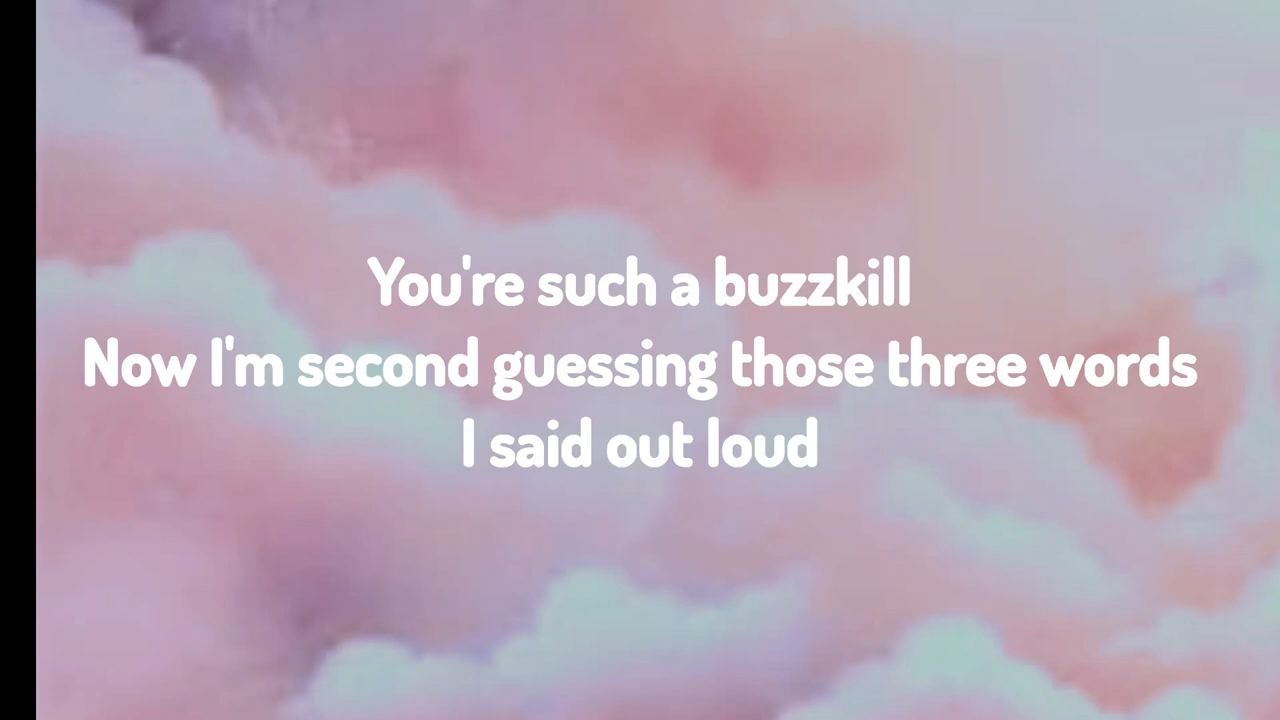 You're such a buzzkill
Now I'm second guessing those three words
I said out loud